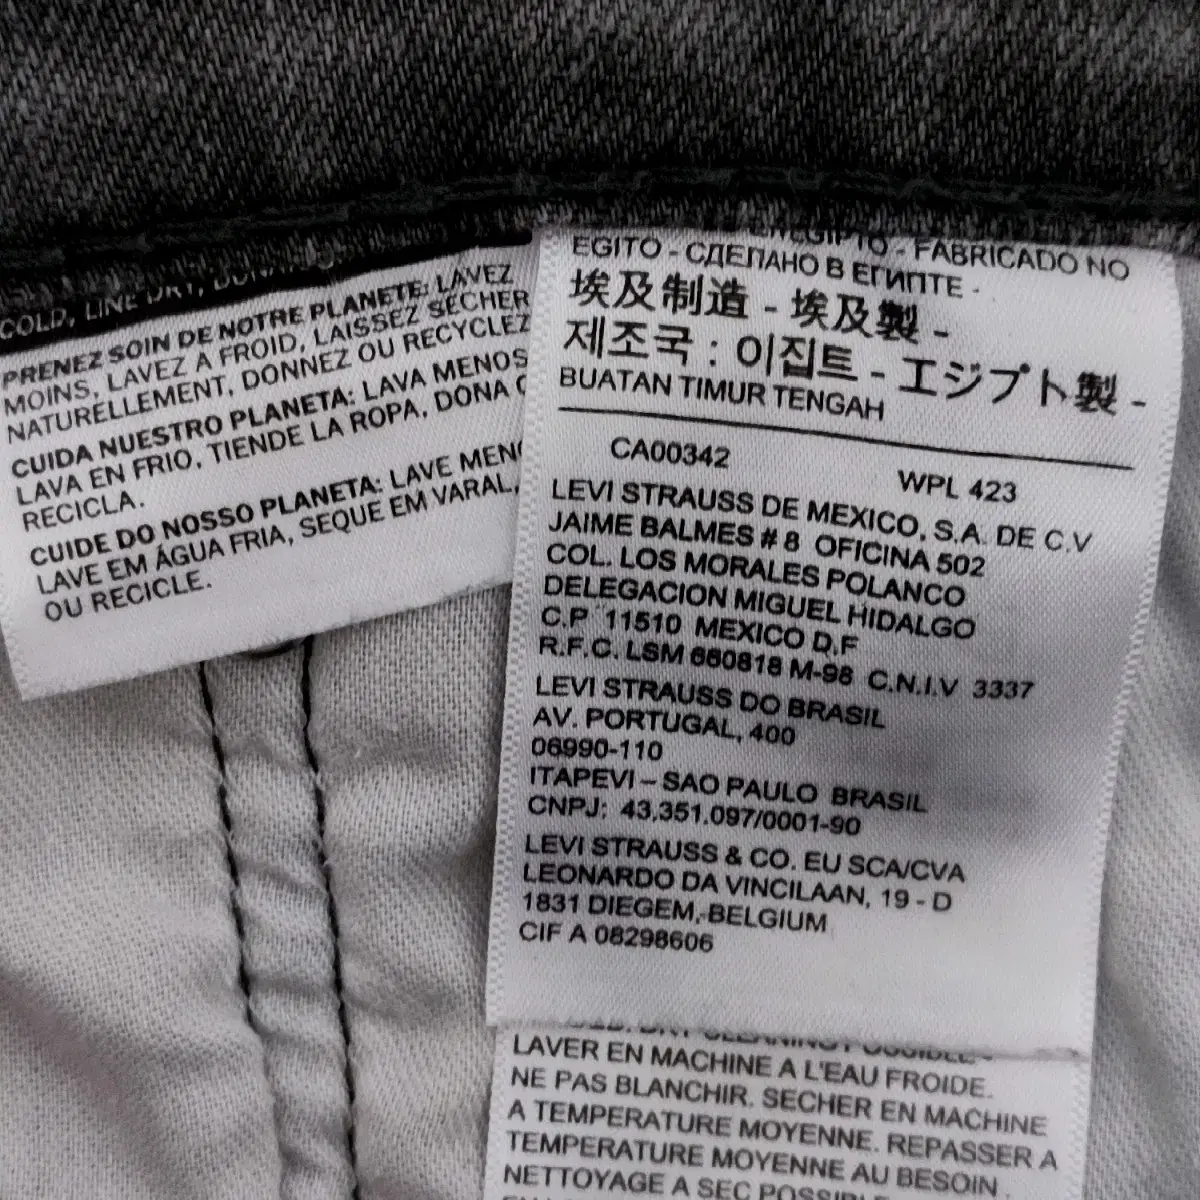 COLD, LINE DRY,
PRENEZ SOIN DE NOTRE PLANETE: LAVEZ
MOINS, LAVEZ A FROID, LAISSEZ SECHER
NATURELLEMENT, DONNEZ OU RECYCLEZ
CUIDA NUESTRO PLANETA: LAVA MENOS
LAVA EN FRIO, TIENDE LA ROPA, DONA
RECICLA.
CUIDE DO NOSSO PLANETA: LAVE
LAVE EM ÁGUA FRIA, SEQUE EM VARAL,
OU RECICLE.
EGIPTO - FABRICADO NO
EGITO - СДЕЛАНО В ЕГИПТЕ -
埃及制造 - 埃及製 -
제조국 : 이집트 - エジプト製 -
BUATAN TIMUR TENGAH
CA00342 WPL 423
LEVI STRAUSS DE MEXICO, S.A. DE C.V
JAIME BALMES # 8 OFICINA 502
COL. LOS MORALES POLANCO
DELEGACION MIGUEL HIDALGO
C.P 11510 MEXICO D.F
R.F.C. LSM 660818 M-98 C.N.I.V 3337
LEVI STRAUSS DO BRASIL
AV. PORTUGAL, 400
06990-110
ITAPEVI – SAO PAULO BRASIL
CNPJ: 43.351.097/0001-90
LEVI STRAUSS & CO. EU SCA/CVA
LEONARDO DA VINCILAAN, 19 - D
1831 DIEGEM, BELGIUM
CIF A 08298606
LAVER EN MACHINE A L'EAU FROIDE.
NE PAS BLANCHIR. SECHER EN MACHINE
A TEMPERATURE MOYENNE. REPASSER A
TEMPERATURE MOYENNE AU BESOIN
NETTOYAGE A SEC POSSIBLE